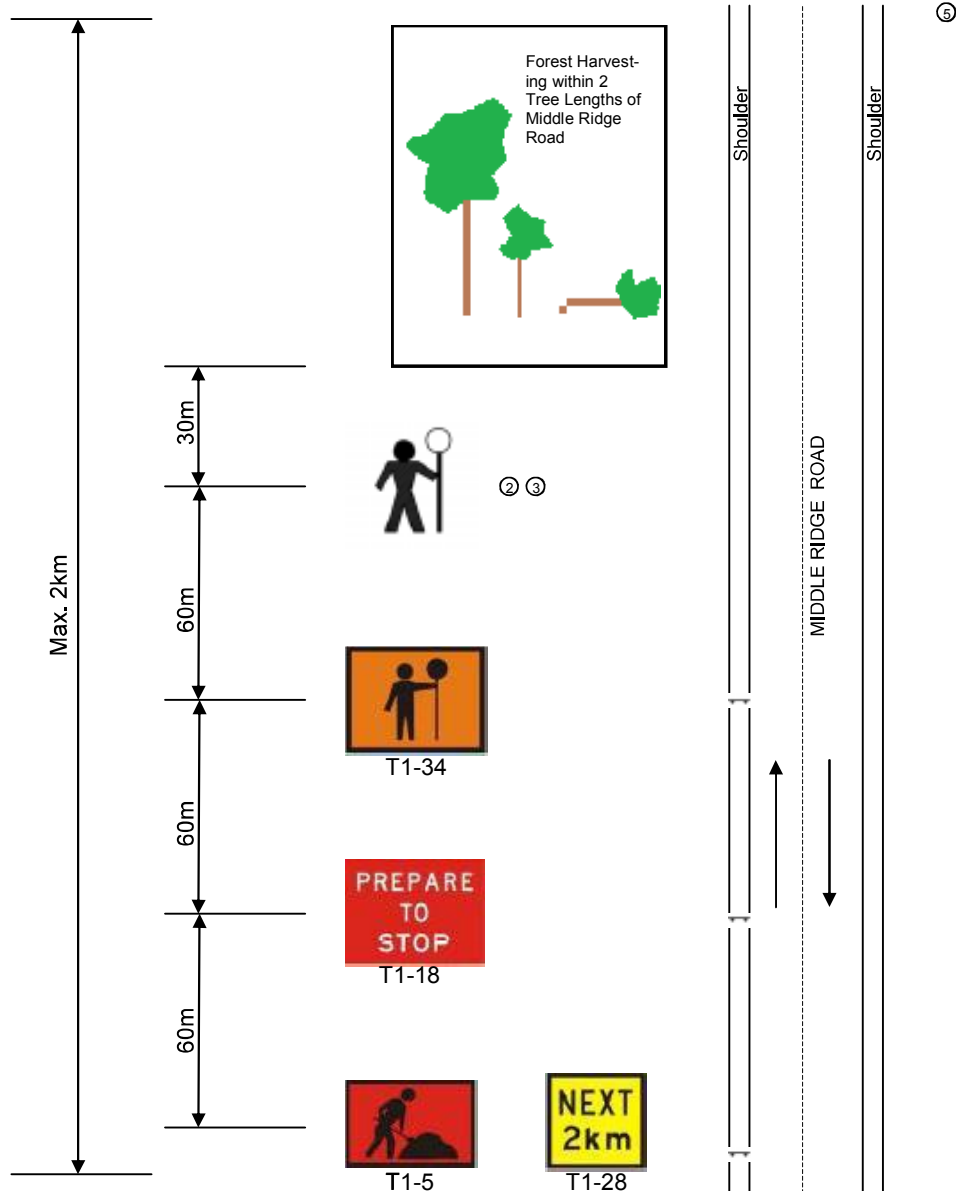 ⑤
Forest Harvest-
ing within 2
Tree Lengths of
Middle Ridge
Road
Shoulder
Shoulder
30m
② ③
MIDDLE RIDGE ROAD
Max. 2km
60m
T1-34
60m
PREPARE
TO
STOP
T1-18
60m
NEXT
2km
T1-5
T1-28